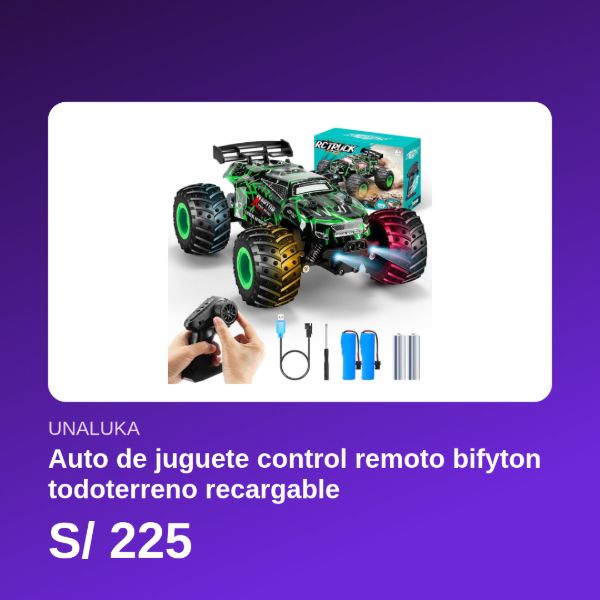 RC TRUCK
UNALUKA
Auto de juguete control remoto bifyton
todoterreno recargable
S/ 225